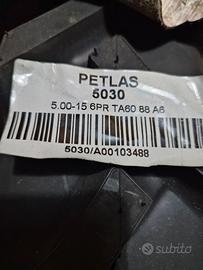 PETLAS
5030
5.00-15 6PR TA60 88 A6
5030/A00103488
subito